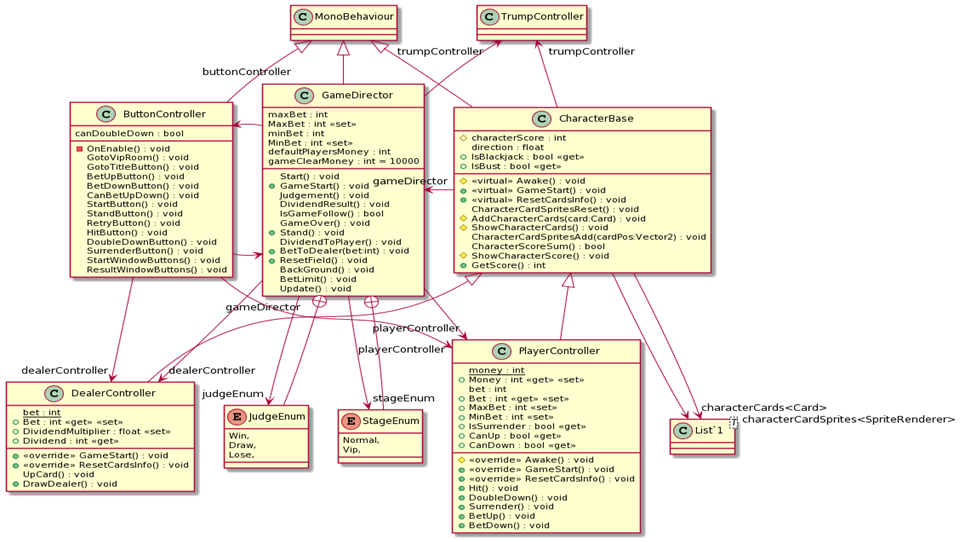 C MonoBehaviour
C TrumpController
trumpController
trumpController
buttonController
C ButtonController
canDoubleDown : bool
OnEnable() : void
GotoVipRoom() : void
GotoTitleButton() : void
BetUpButton() : void
BetDownButton() : void
CanBetUpDown() : void
StartButton() : void
StandButton() : void
RetryButton() : void
HitButton() : void
DoubleDownButton() : void
SurrenderButton() : void
StartWindowButtons() : void
ResultWindowButtons() : void
C GameDirector
maxBet : int
MaxBet : int «set»
minBet : int
MinBet : int «set»
defaultPlayersMoney : int
gameClearMoney : int = 10000
Start() : void
GameStart() : void
Judgement() : void
DividendResult() : void
IsGameFollow() : bool
GameOver() : void
Stand() : void
DividendToPlayer() : void
BetToDealer(bet:int) : void
ResetField() : void
BackGround() : void
BetLimit() : void
Update() : void
gameDirector
C CharacterBase
characterScore : int
direction : float
IsBlackjack : bool «get»
IsBust : bool «get»
«virtual» Awake() : void
«virtual» GameStart() : void
«virtual» ResetCardsInfo() : void
CharacterCardSpritesReset() : void
AddCharacterCards(card:Card) : void
ShowCharacterCards() : void
CharacterCardSpritesAdd(cardPos:Vector2) : void
CharacterScoreSum() : bool
ShowCharacterScore() : void
GetScore() : int
gameDirector
playerController
playerController
dealerController
dealerController
judgeEnum
stageEnum
C DealerController
bet : int
Bet : int «get» «set»
DividendMultiplier : float «set»
Dividend : int «get»
«override» GameStart() : void
«override» ResetCardsInfo() : void
UpCard() : void
DrawDealer() : void
E JudgeEnum
Win,
Draw,
Lose,
E StageEnum
Normal,
Vip,
C PlayerController
money : int
Money : int «get» «set»
bet : int
Bet : int «get» «set»
MaxBet : int «set»
MinBet : int «set»
IsSurrender : bool «get»
CanUp : bool «get»
CanDown : bool «get»
«override» Awake() : void
«override» GameStart() : void
«override» ResetCardsInfo() : void
Hit() : void
DoubleDown() : void
Surrender() : void
BetUp() : void
BetDown() : void
characterCards<Card>
characterCardSprites<SpriteRenderer>
C List`1
T